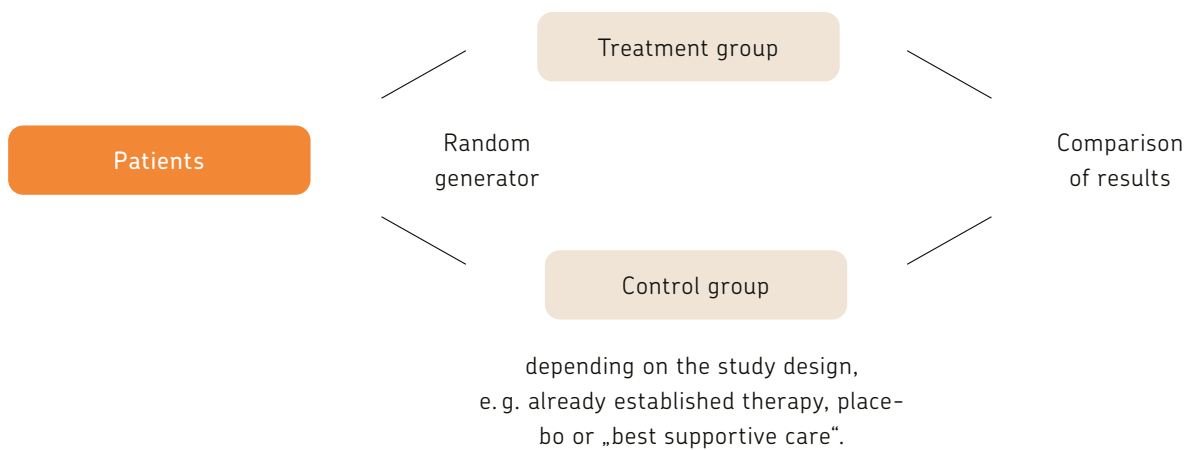 Treatment group
Patients
Random
generator
Comparison
of results
Control group
depending on the study design,
e. g. already established therapy, place-
bo or „best supportive care“.